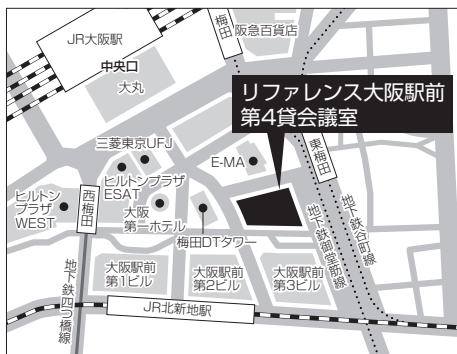 JR大阪駅
中央口
大丸
梅田
阪急百貨店
リファレンス大阪駅前
第4貸会議室
三菱東京UFJ
E-MA
東梅田
ヒルトン
プラザ
WEST
西梅田
ヒルトンプラザ
ESAT
大阪
第一ホテル
梅田DTタワー
地下鉄谷町線
地下鉄御堂筋線
地下鉄四つ橋線
大阪駅前
第1ビル
大阪駅前
第2ビル
大阪駅前
第3ビル
JR北新地駅